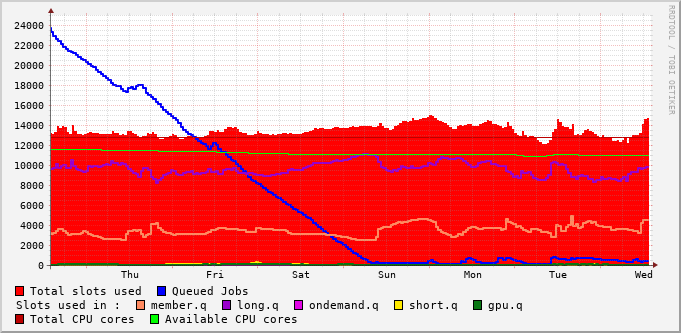 RRDTOOL / TOBI OETIKER
24000
22000
20000
18000
16000
14000
12000
10000
8000
6000
4000
2000
0
Thu Fri Sat Sun Mon Tue Wed
Total slots used Queued Jobs
Slots used in : member.q long.q ondemand.q short.q gpu.q
Total CPU cores Available CPU cores